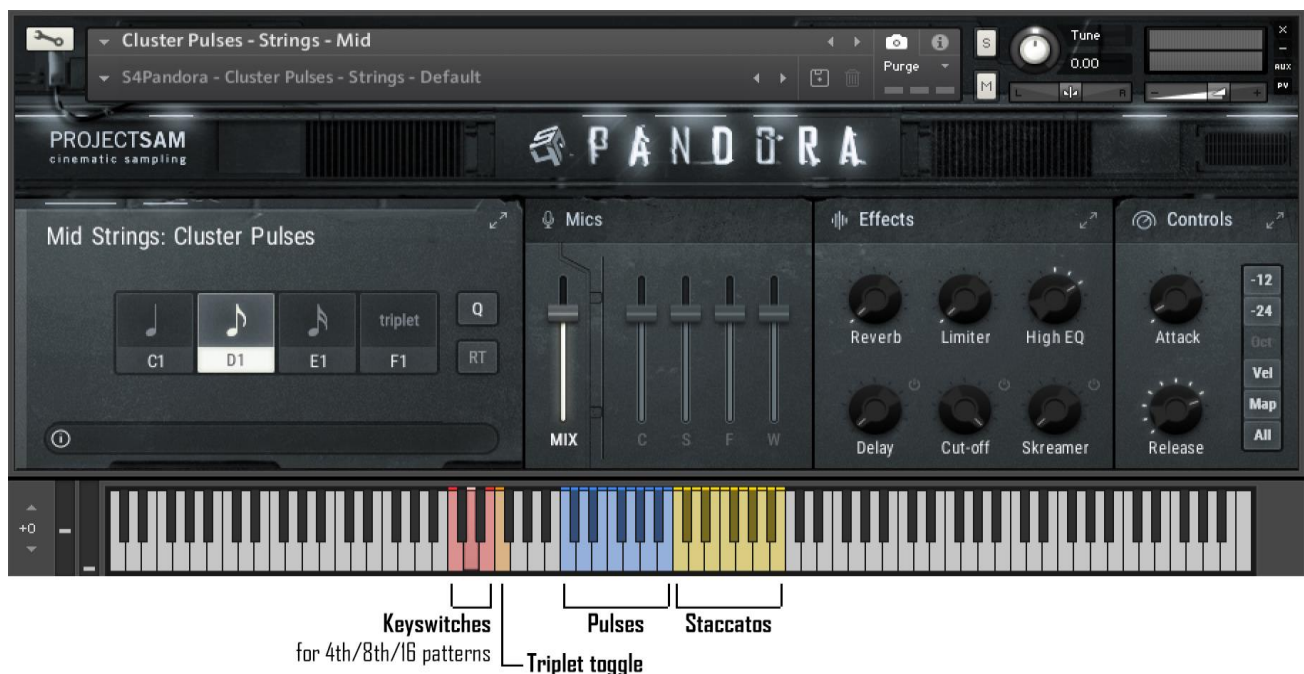 Cluster Pulses - Strings - Mid
S4Pandora - Cluster Pulses - Strings - Default
Purge
S
M
Tune
0.00
L R
- +
×
–
AUX
PV
PROJECTSAM
cinematic sampling
S4
PANDORA
Mid Strings: Cluster Pulses
triplet
C1 D1 E1 F1
Q
RT
Mics
MIX C S F W
Effects
Reverb Limiter High EQ
Delay Cut-off Skreamer
Controls
Attack
Release
-12
-24
Oct
Vel
Map
All
+0
Keyswitches
for 4th/8th/16 patterns
Triplet toggle
Pulses
Staccatos